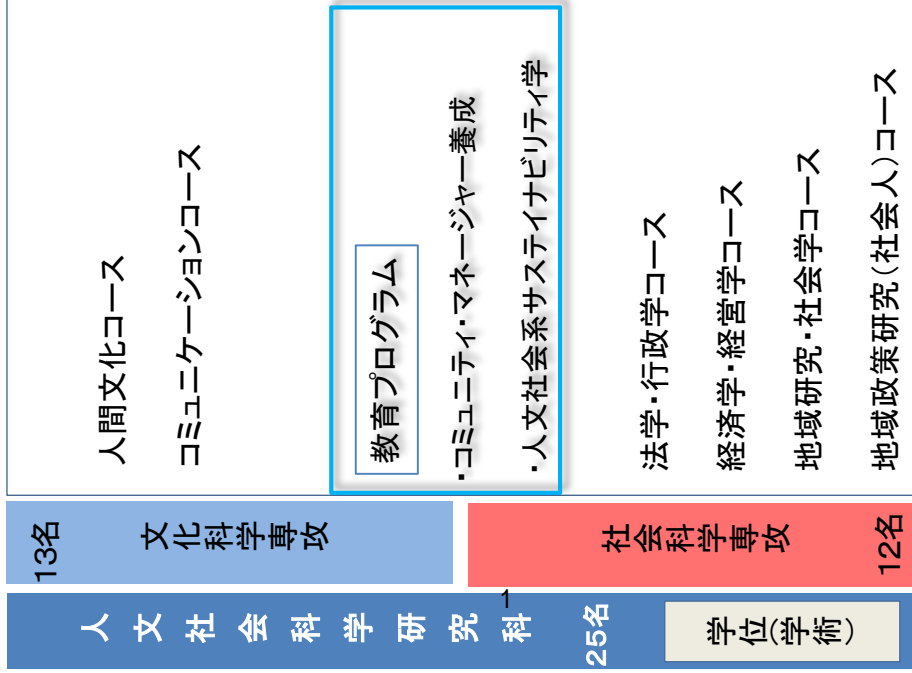 人文社会科学研究科
25名
学位(学術)
13名
文化科学専攻
社会科学専攻
12名
人間文化コース
コミュニケーションコース
教育プログラム
・コミュニティ・マネージャー養成
・人文社会系サステイナビリティ学
法学・行政学コース
経済学・経営学コース
地域研究・社会学コース
地域政策研究(社会人)コース
1